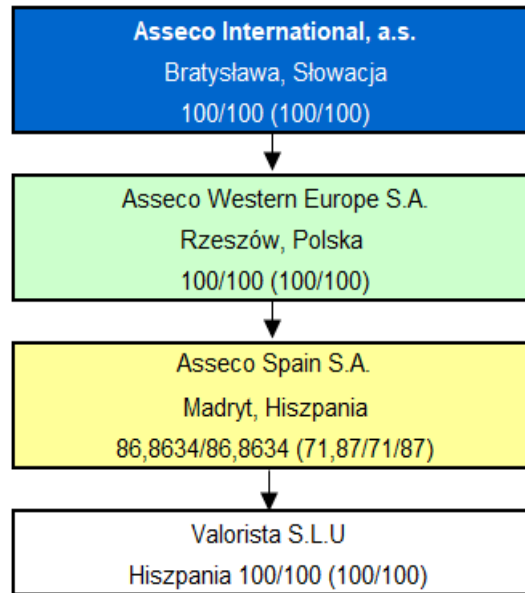 Asseco International, a.s.
Bratysława, Słowacja
100/100 (100/100)
Asseco Western Europe S.A.
Rzeszów, Polska
100/100 (100/100)
Asseco Spain S.A.
Madryt, Hiszpania
86,8634/86,8634 (71,87/71/87)
Valorista S.L.U
Hiszpania 100/100 (100/100)